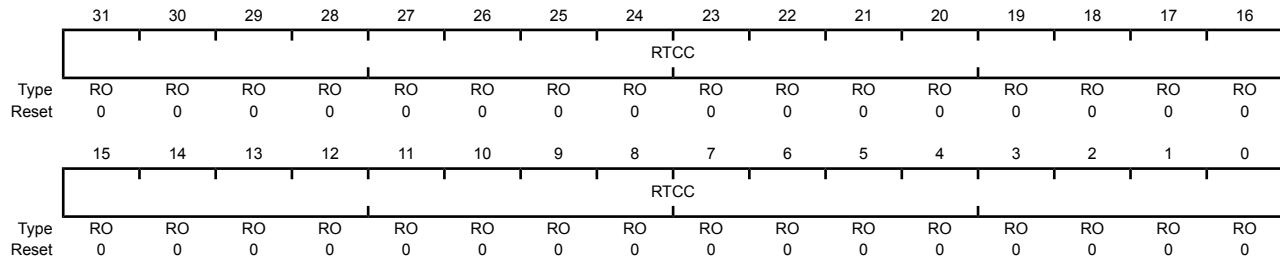 31 30 29 28 27 26 25 24 23 22 21 20 19 18 17 16
RTCC
Type RO RO RO RO RO RO RO RO RO RO RO RO RO RO RO RO
Reset 0 0 0 0 0 0 0 0 0 0 0 0 0 0 0 0
15 14 13 12 11 10 9 8 7 6 5 4 3 2 1 0
RTCC
Type RO RO RO RO RO RO RO RO RO RO RO RO RO RO RO RO
Reset 0 0 0 0 0 0 0 0 0 0 0 0 0 0 0 0